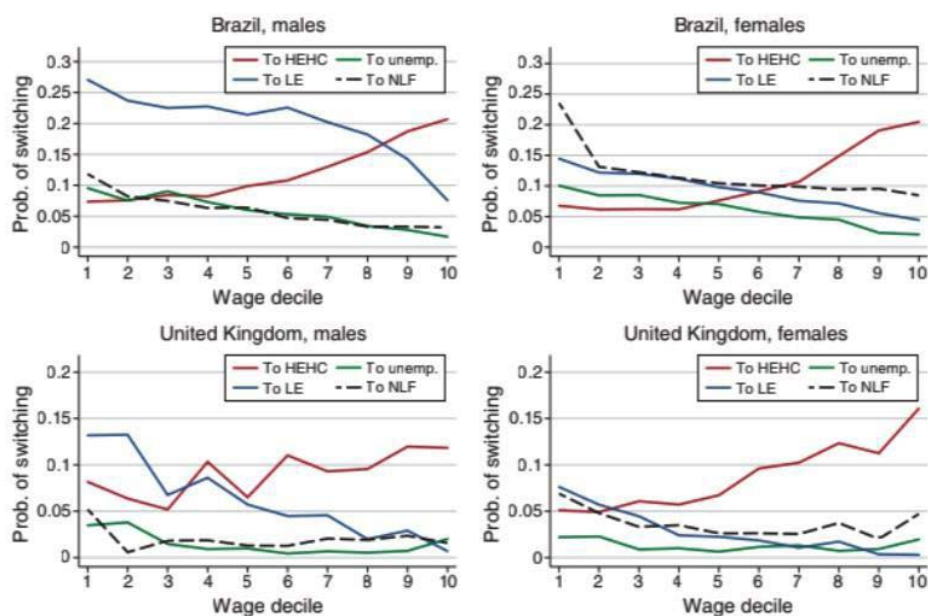 Brazil, males
To HEHC To unemp.
To LE To NLF
Prob. of switching
0.3
0.25
0.2
0.15
0.1
0.05
0
1 2 3 4 5 6 7 8 9 10
Wage decile
Brazil, females
To HEHC To unemp.
To LE To NLF
Prob. of switching
0.3
0.25
0.2
0.15
0.1
0.05
0
1 2 3 4 5 6 7 8 9 10
Wage decile
United Kingdom, males
To HEHC To unemp.
To LE To NLF
Prob. of switching
0.2
0.15
0.1
0.05
0
1 2 3 4 5 6 7 8 9 10
Wage decile
United Kingdom, females
To HEHC To unemp.
To LE To NLF
Prob. of switching
0.2
0.15
0.1
0.05
0
1 2 3 4 5 6 7 8 9 10
Wage decile